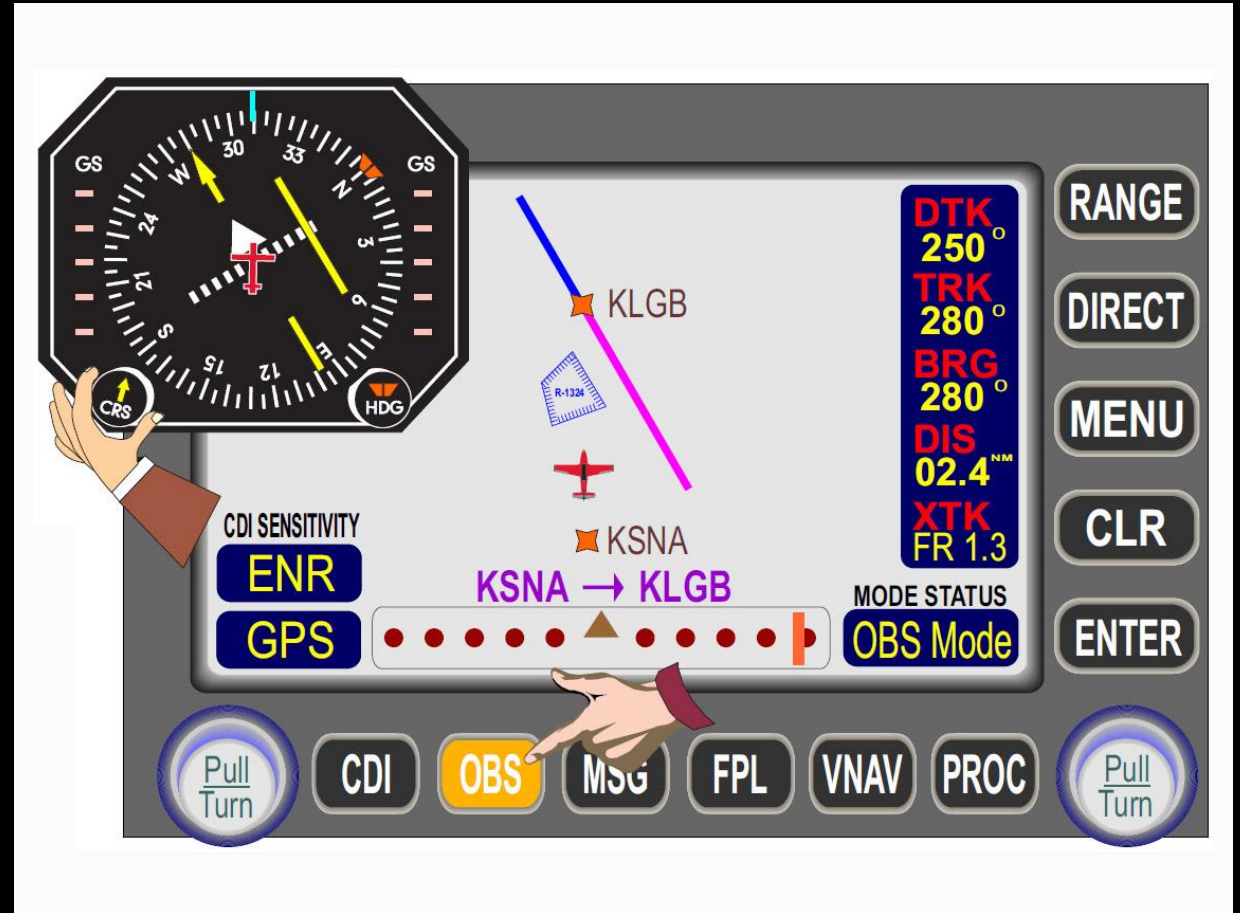 GS
GS
30
33
W
N
24
3
21
6
S
E
15
12
CRS
HDG
KLGB
R-1324
KSNA
KSNA → KLGB
CDI SENSITIVITY
ENR
GPS
DTK
250°
TRK
280°
BRG
280°
DIS
02.4NM
XTK
FR 1.3
MODE STATUS
OBS Mode
RANGE
DIRECT
MENU
CLR
ENTER
Pull
Turn
CDI
OBS
MSG
FPL
VNAV
PROC
Pull
Turn